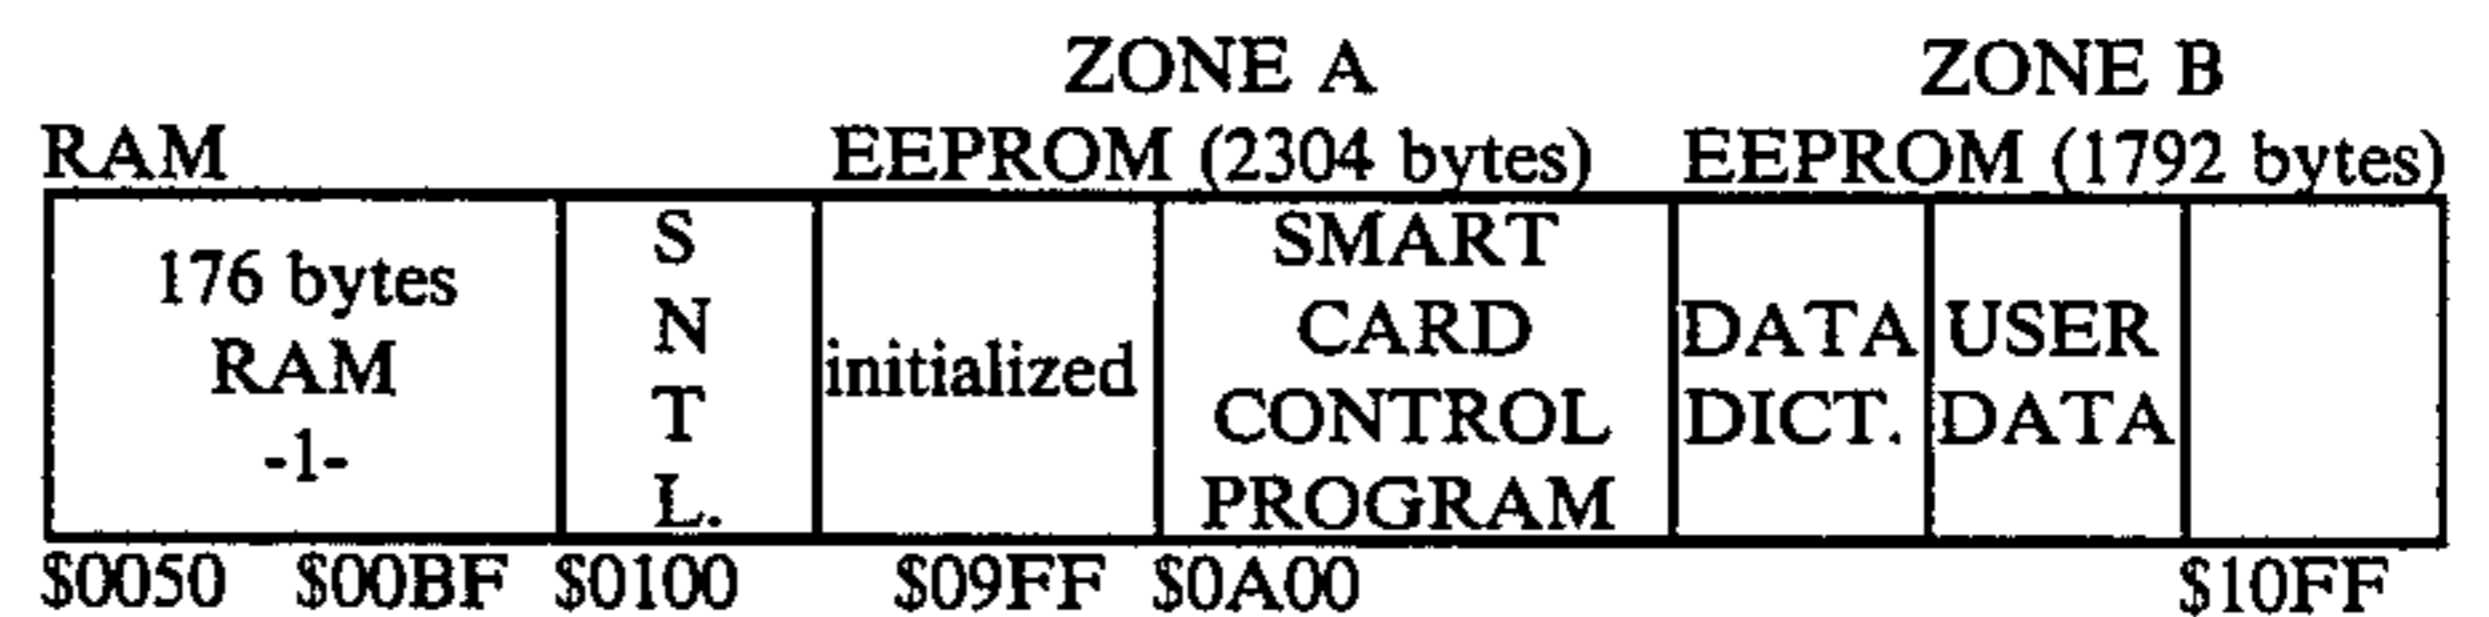 ZONE A ZONE B
RAM EEPROM (2304 bytes) EEPROM (1792 bytes)
176 bytes
RAM
-1-
S
N
T
L.
initialized
SMART
CARD
CONTROL
PROGRAM
DATA
DICT.
USER
DATA
$0050 $00BF $0100 $09FF $0A00 $10FF